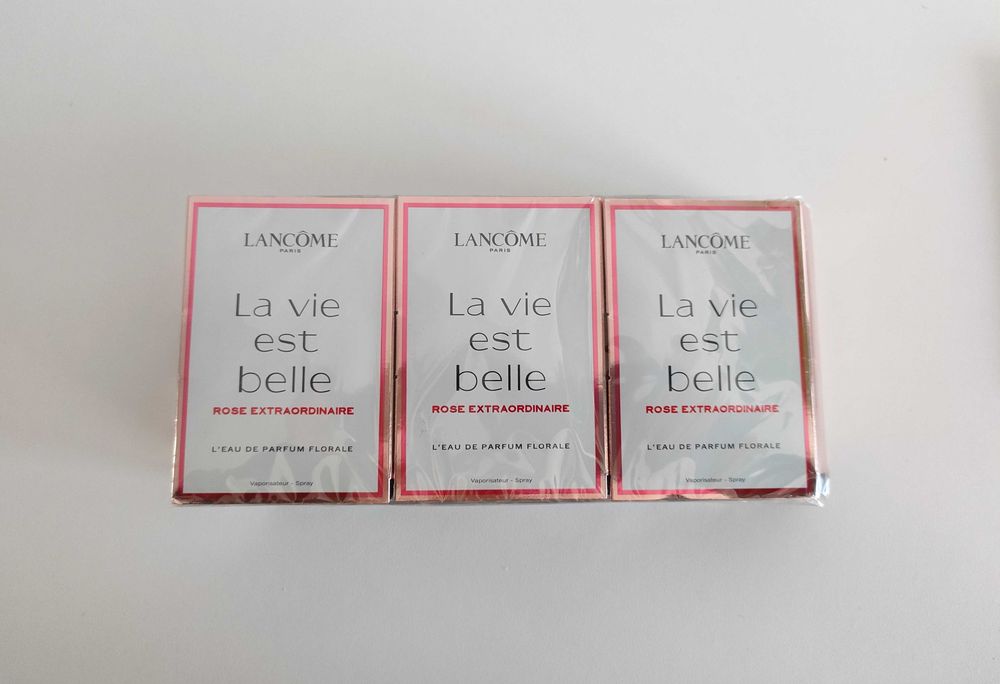 LANCÔME
PARIS
La vie
est
belle
ROSE EXTRAORDINAIRE
L'EAU DE PARFUM FLORALE
Vaporisateur - Spray
LANCÔME
PARIS
La vie
est
belle
ROSE EXTRAORDINAIRE
L'EAU DE PARFUM FLORALE
Vaporisateur - Spray
LANCÔME
PARIS
La vie
est
belle
ROSE EXTRAORDINAIRE
L'EAU DE PARFUM FLORALE
Vaporisateur - Spray